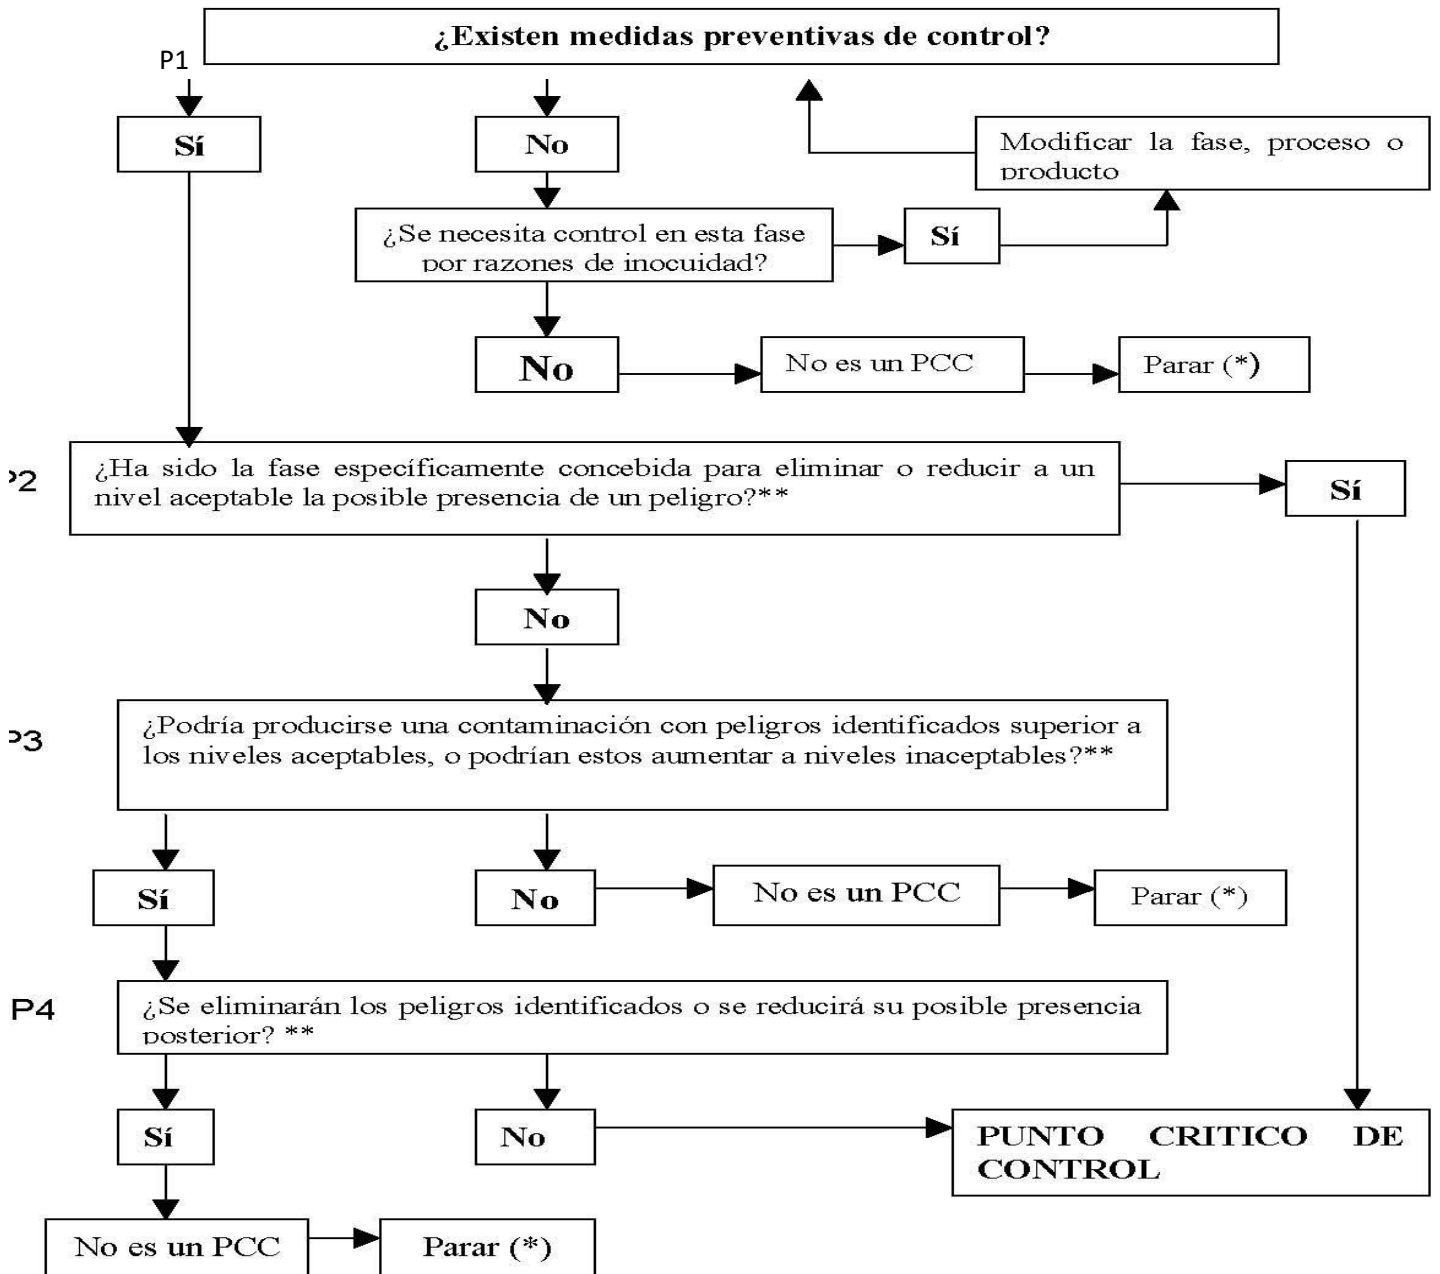 ¿Existen medidas preventivas de control?
P1
Sí
No
Modificar la fase, proceso o
producto
¿Se necesita control en esta fase
por razones de inocuidad?
Sí
No
No es un PCC
Parar (*)
P2
¿Ha sido la fase específicamente concebida para eliminar o reducir a un
nivel aceptable la posible presencia de un peligro?**
Sí
No
P3
¿Podría producirse una contaminación con peligros identificados superior a
los niveles aceptables, o podrían estos aumentar a niveles inaceptables?**
Sí
No
No es un PCC
Parar (*)
P4
¿Se eliminarán los peligros identificados o se reducirá su posible presencia
posterior? **
Sí
No
PUNTO CRITICO DE
CONTROL
No es un PCC
Parar (*)